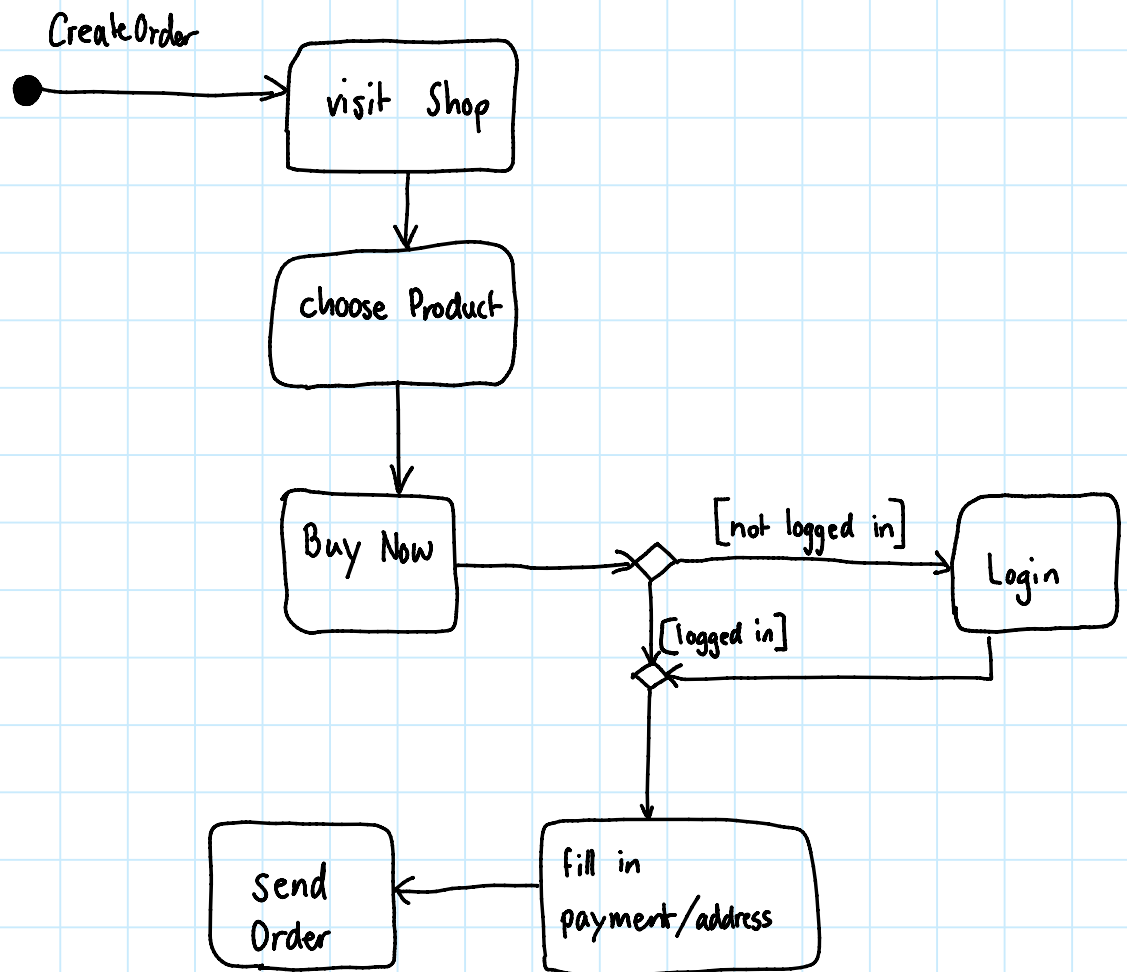 CreateOrder
visit Shop
choose Product
Buy Now
[not logged in]
Login
[logged in]
fill in
payment/address
send
Order